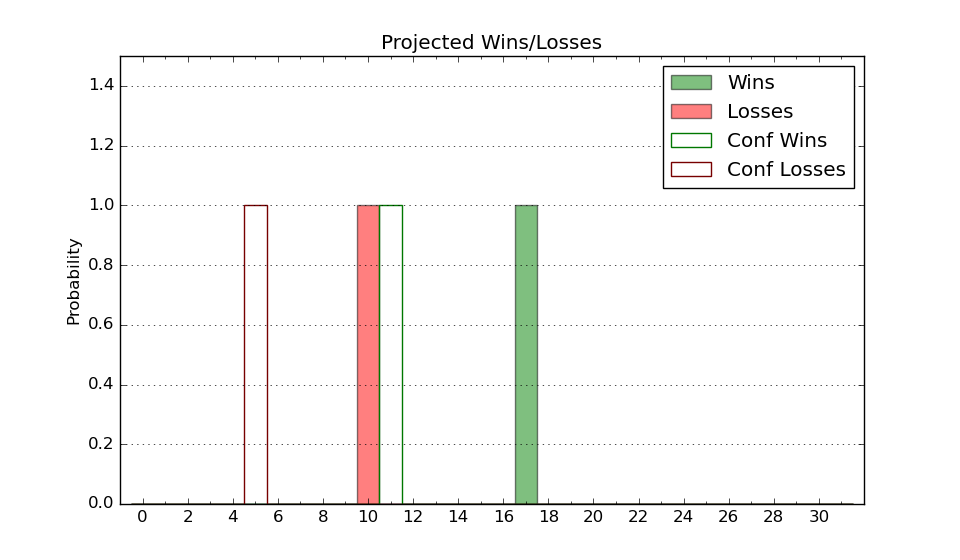 Projected Wins/Losses
Wins
Losses
Conf Wins
Conf Losses
Probability
1.4
1.2
1.0
0.8
0.6
0.4
0.2
0.0
0 2 4 6 8 10 12 14 16 18 20 22 24 26 28 30